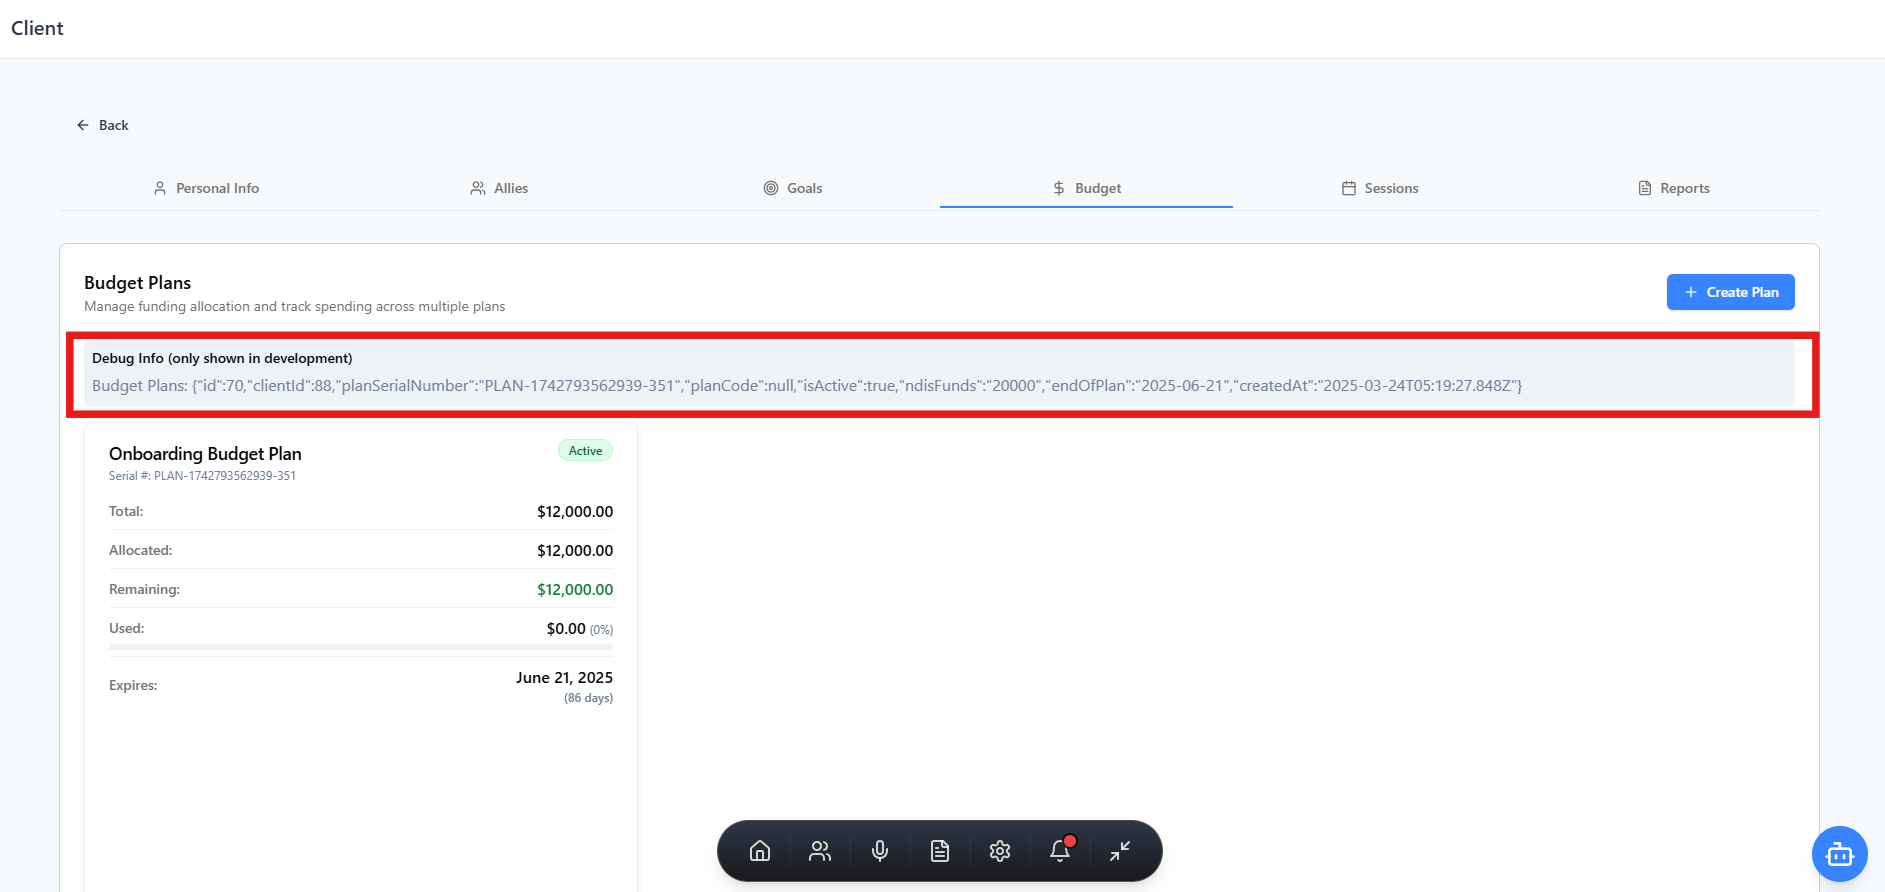 Client
Back
Personal Info
Allies
Goals
Budget
Sessions
Reports
Budget Plans
Manage funding allocation and track spending across multiple plans
Create Plan
Debug Info (only shown in development)
Budget Plans: {"id":70,"clientId":88,"planSerialNumber":"PLAN-1742793562939-351","planCode":null,"isActive":true,"ndisFunds":"20000","endOfPlan":"2025-06-21","createdAt":"2025-03-24T05:19:27.848Z"}
Onboarding Budget Plan
Active
Serial #: PLAN-1742793562939-351
Total: $12,000.00
Allocated: $12,000.00
Remaining: $12,000.00
Used: $0.00 (0%)
Expires: June 21, 2025
(86 days)